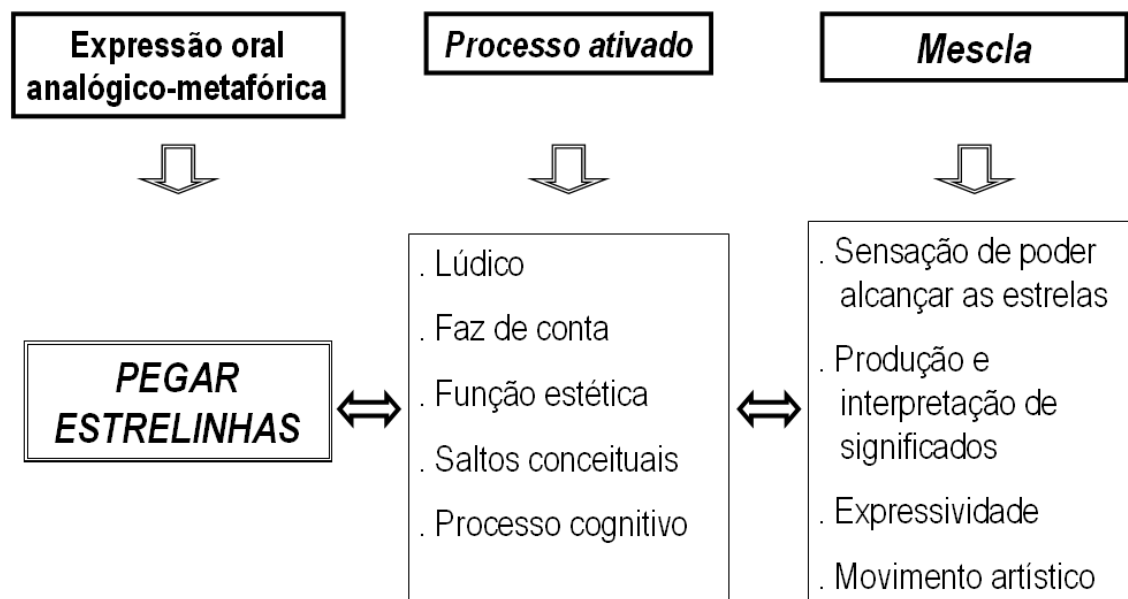 Expressão oral
analógico-metafórica
Processo ativado
Mescla
PEGAR
ESTRELINHAS
. Lúdico
. Faz de conta
. Função estética
. Saltos conceituais
. Processo cognitivo
. Sensação de poder
alcançar as estrelas
. Produção e
interpretação de
significados
. Expressividade
. Movimento artístico